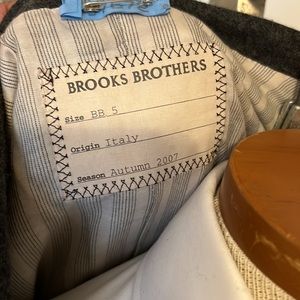 BROOKS BROTHERS
Size BB 5
Origin Italy
Season Autumn 2007